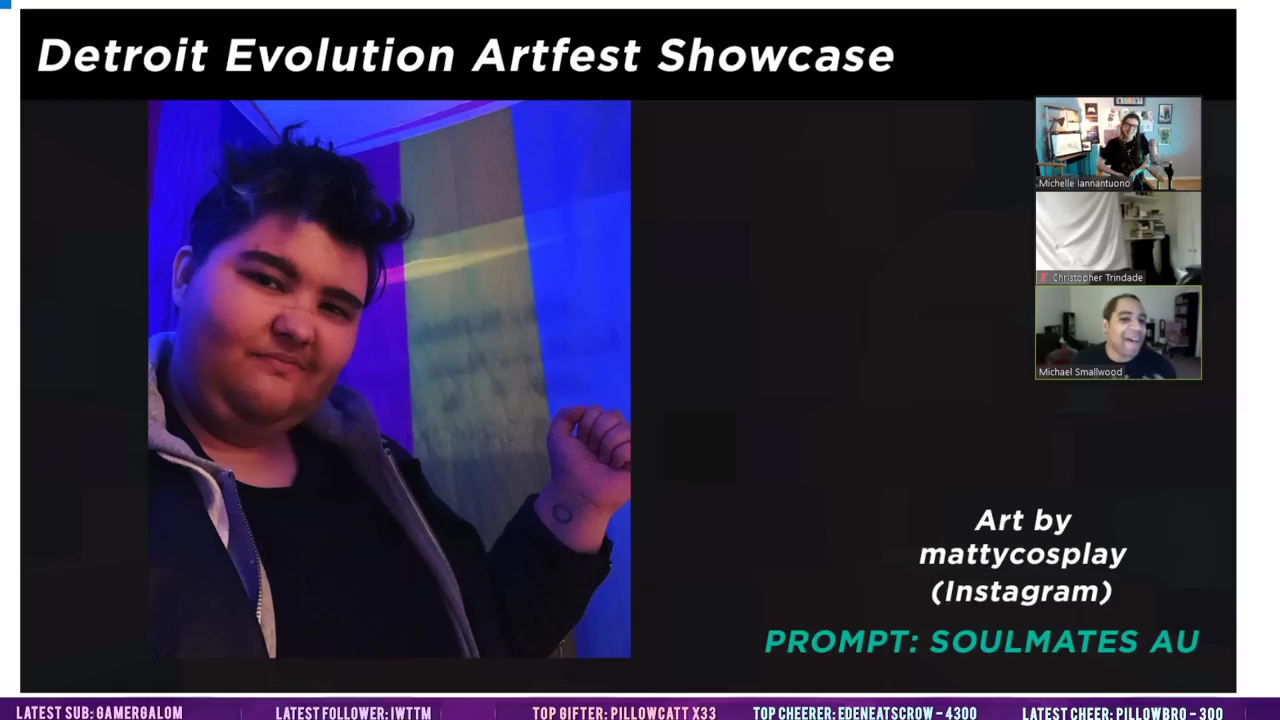 Detroit Evolution Artfest Showcase
Michelle Iannantuono
Christopher Trindade
Michael Smallwood
Art by
mattycosplay
(Instagram)
PROMPT: SOULMATES AU
LATEST SUB: GAMERGALOM
LATEST FOLLOWER: IWTTM
TOP GIFTER: PILLOWCATT X33
TOP CHEERER: EDENEATSCROW - 4300
LATEST CHEER: PILLOWBRO - 300